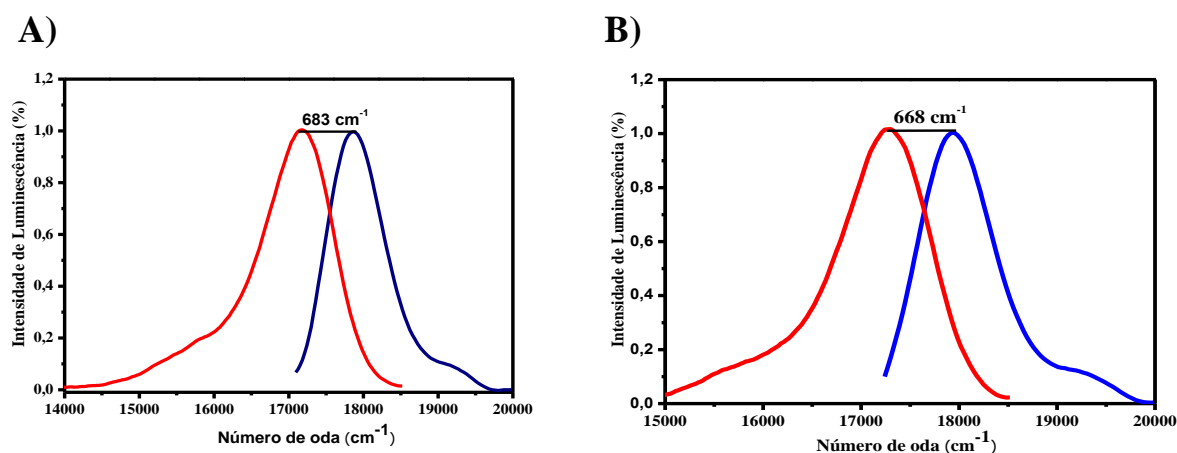 A)
1,2
1,0
0,8
0,6
0,4
0,2
0,0
Intensidade de Luminescência (%)
683 cm⁻¹
14000 15000 16000 17000 18000 19000 20000
Número de oda (cm⁻¹)
B)
1,2
1,0
0,8
0,6
0,4
0,2
0,0
Intensidade de Luminescência (%)
668 cm⁻¹
15000 16000 17000 18000 19000 20000
Número de oda (cm⁻¹)